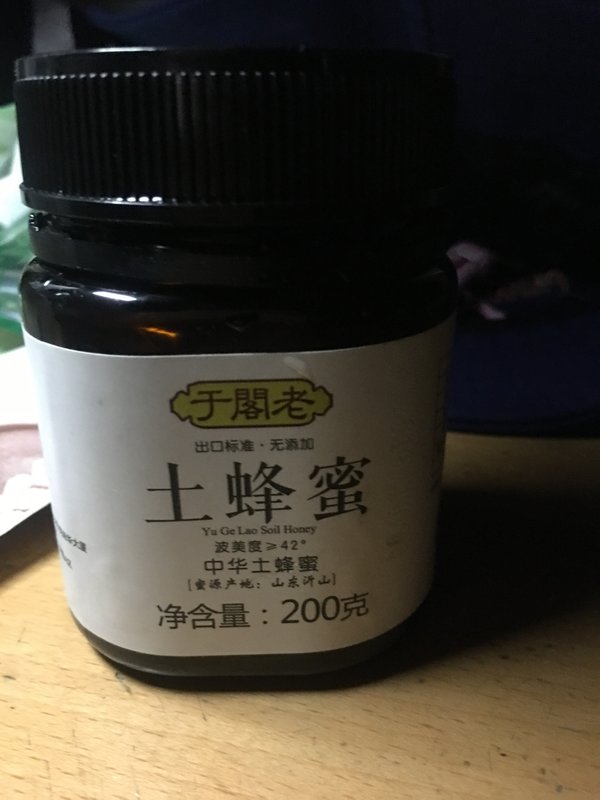 于閣老
出口标准·无添加
土蜂蜜
Yu Ge Lao Soil Honey
波美度≥42°
中华土蜂蜜
[蜜源产地：山东沂山]
净含量：200克